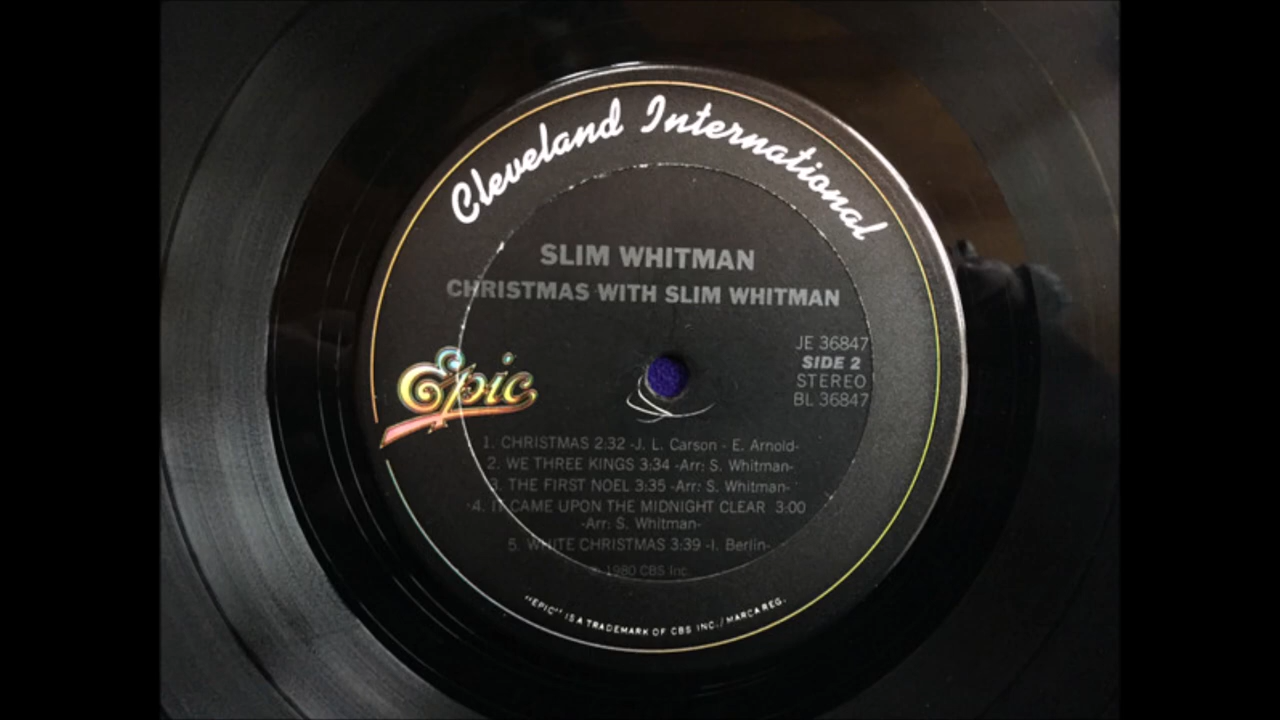 Cleveland International
SLIM WHITMAN
CHRISTMAS WITH SLIM WHITMAN
JE 36847
SIDE 2
STEREO
BL 36847
Epic
1. CHRISTMAS 2:32 -J. L. Carson - E. Arnold-
2. WE THREE KINGS 3:34 -Arr: S. Whitman-
3. THE FIRST NOEL 3:35 -Arr: S. Whitman-
4. IT CAME UPON THE MIDNIGHT CLEAR 3:00
-Arr: S. Whitman-
5. WHITE CHRISTMAS 3:39 -I. Berlin-
℗ 1980 CBS Inc.
"EPIC" IS A TRADEMARK OF CBS INC./MARCA REG.